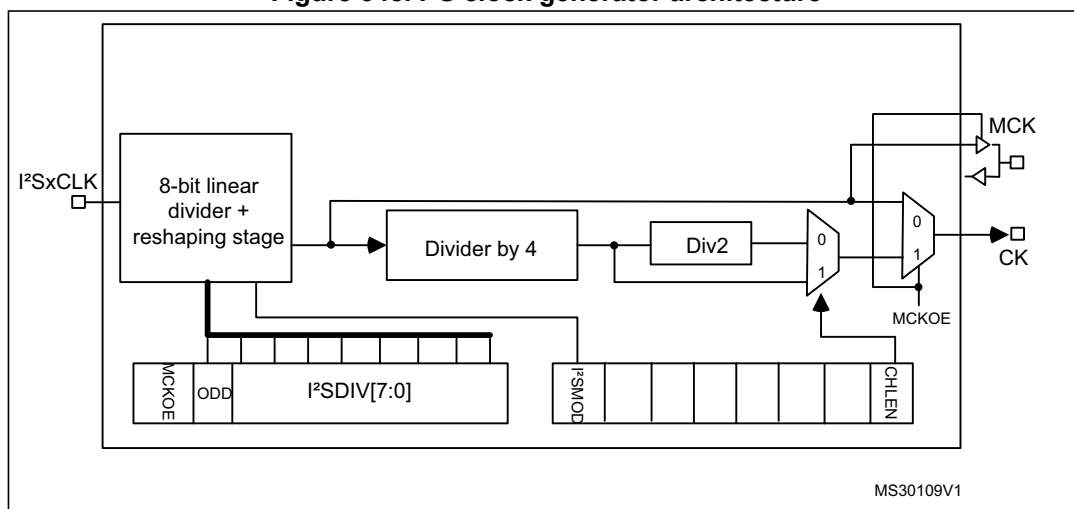 MCK
I²SxCLK
8-bit linear
divider +
reshaping stage
Divider by 4
Div2
0
1
0
1
CK
MCKOE
MCKOE
ODD
I²SDIV[7:0]
I²SMOD
CHLEN
MS30109V1